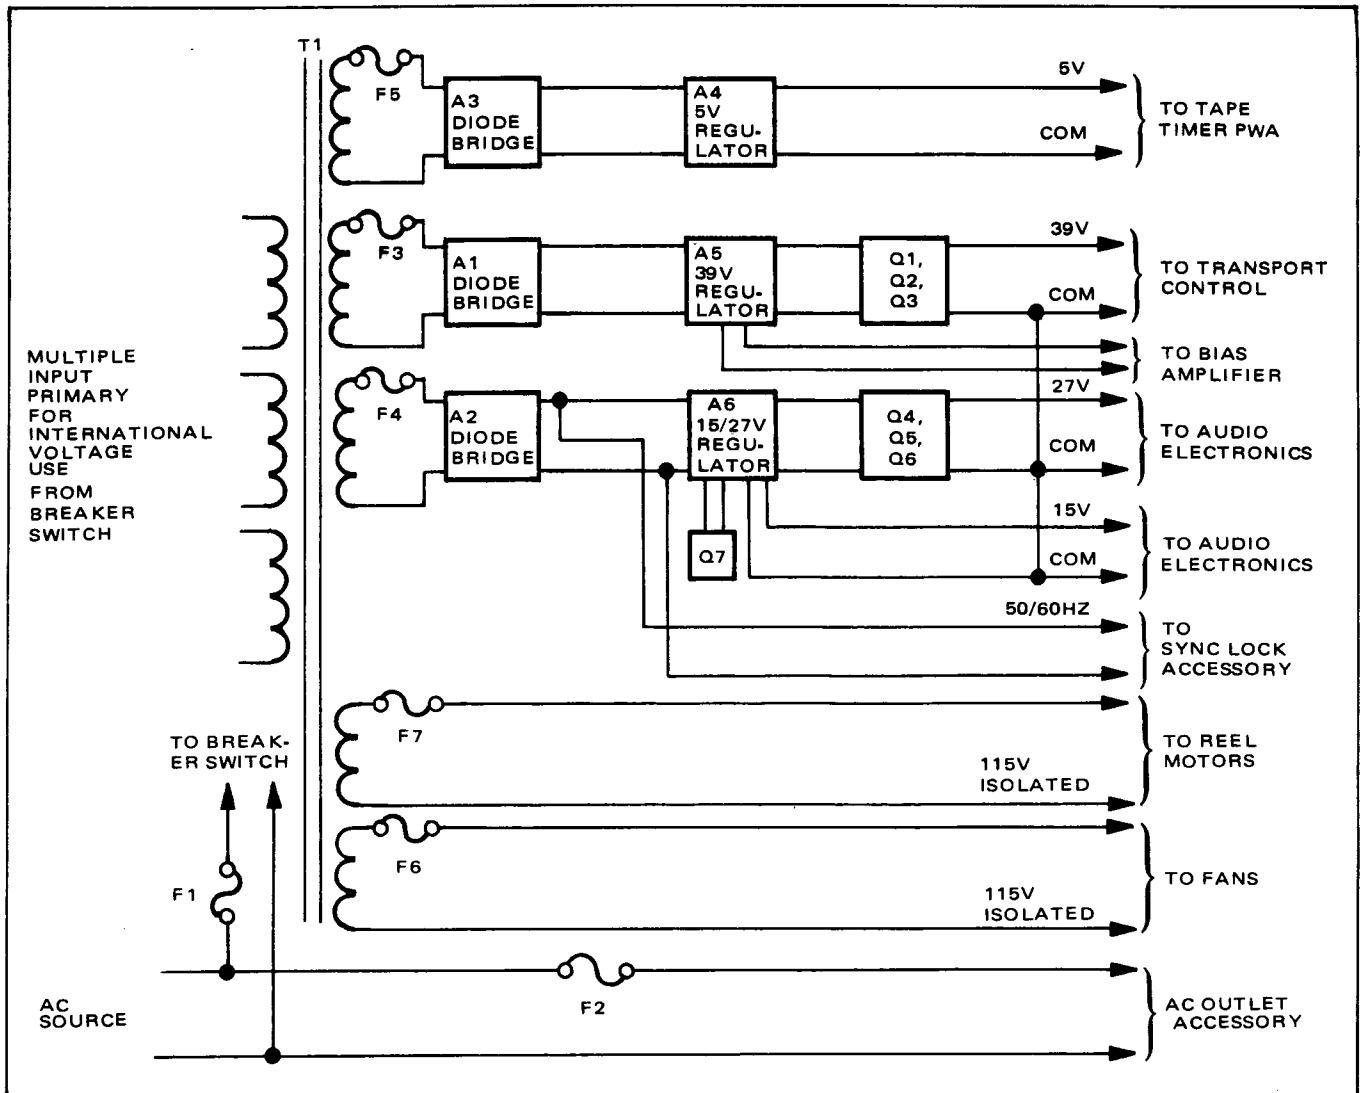 T1
F5
A3
DIODE
BRIDGE
A4
5V
REGU-
LATOR
5V
COM
TO TAPE
TIMER PWA
F3
A1
DIODE
BRIDGE
A5
39V
REGU-
LATOR
Q1,
Q2,
Q3
39V
COM
TO TRANSPORT
CONTROL
TO BIAS
AMPLIFIER
MULTIPLE
INPUT
PRIMARY
FOR
INTERNATIONAL
VOLTAGE
USE
FROM
BREAKER
SWITCH
F4
A2
DIODE
BRIDGE
A6
15/27V
REGU-
LATOR
Q4,
Q5,
Q6
27V
COM
TO AUDIO
ELECTRONICS
Q7
15V
COM
TO AUDIO
ELECTRONICS
50/60HZ
TO
SYNC LOCK
ACCESSORY
F7
115V
ISOLATED
TO REEL
MOTORS
TO BREAK-
ER SWITCH
F6
115V
ISOLATED
TO FANS
F1
AC
SOURCE
F2
AC OUTLET
ACCESSORY